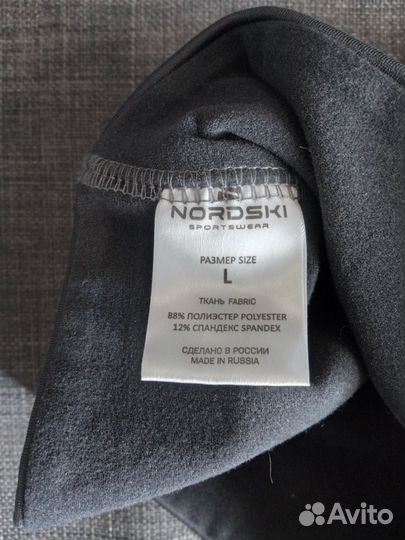 NORDSKI
SPORTSWEAR
РАЗМЕР SIZE
L
ТКАНЬ FABRIC
88% ПОЛИЭСТЕР POLYESTER
12% СПАНДЕКС SPANDEX
СДЕЛАНО В РОССИИ
MADE IN RUSSIA
Avito